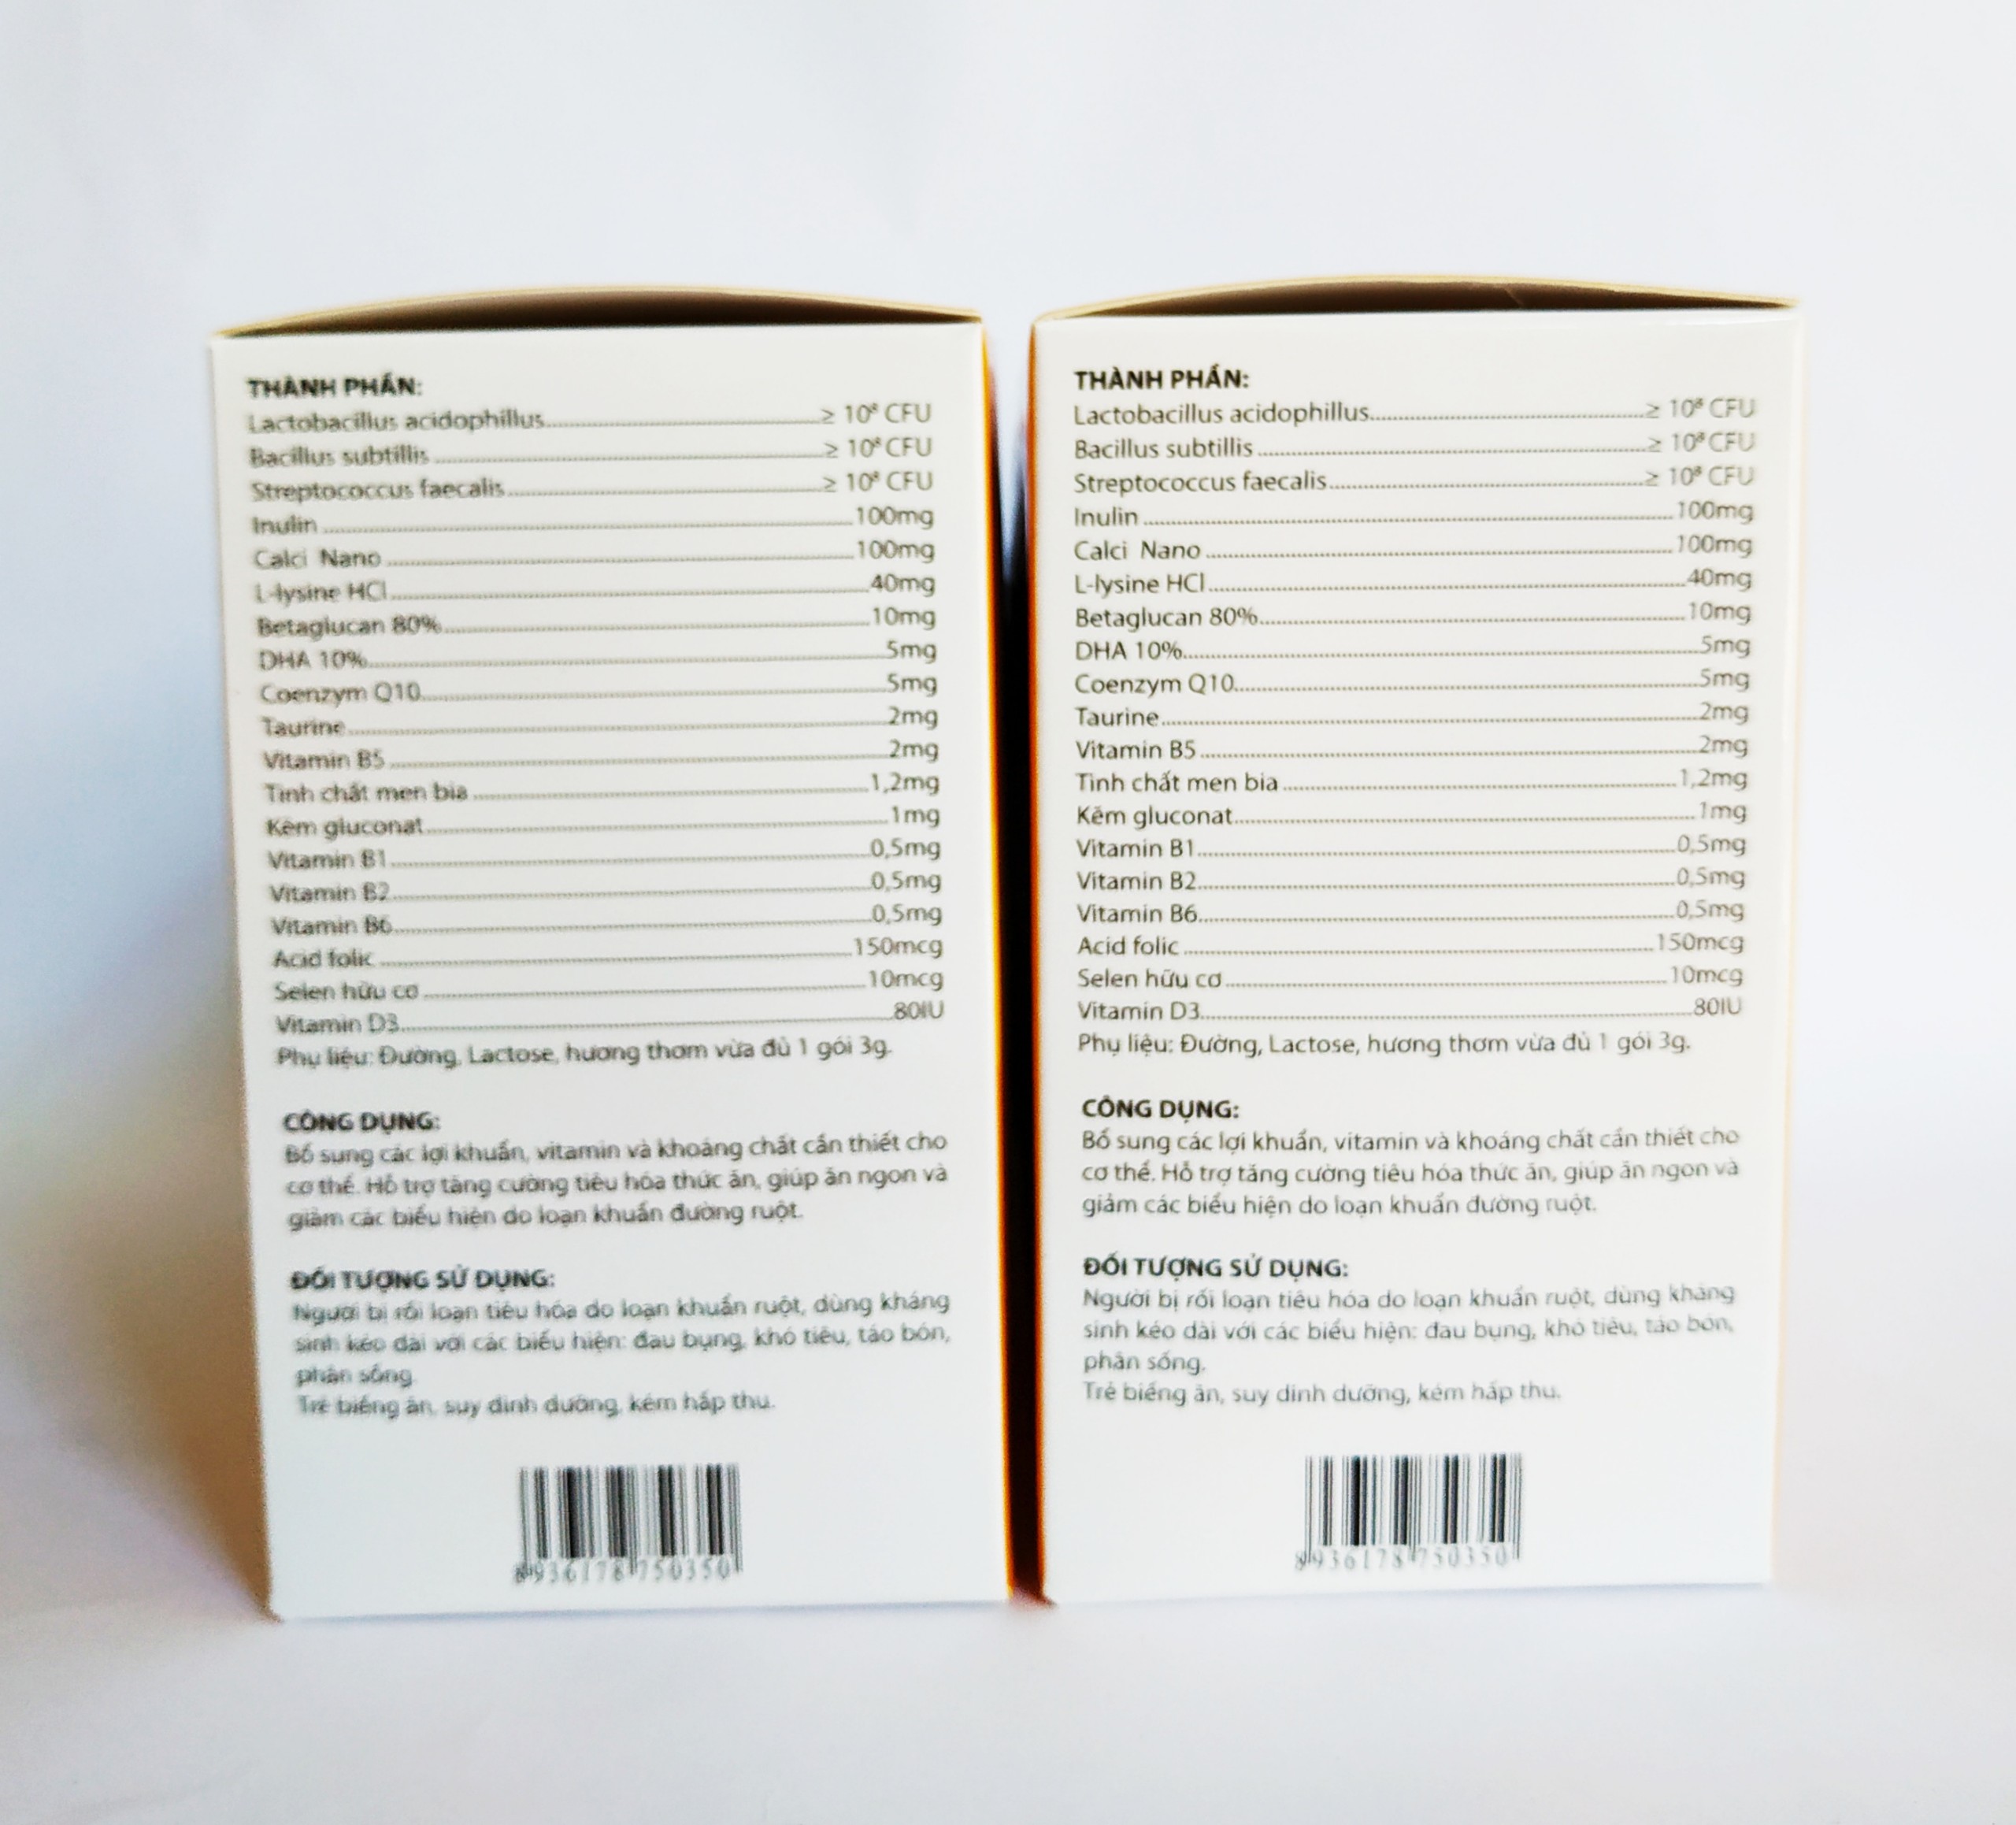 THÀNH PHẦN:
Lactobacillus acidophillus ≥ 10⁸ CFU
Bacillus subtillis ≥ 10⁸ CFU
Streptococcus faecalis ≥ 10⁸ CFU
Inulin 100mg
Calci Nano 100mg
L-lysine HCl 40mg
Betaglucan 80% 10mg
DHA 10% 5mg
Coenzym Q10 5mg
Taurine 2mg
Vitamin B5 2mg
Tinh chất men bia 1,2mg
Kẽm gluconat 1mg
Vitamin B1 0,5mg
Vitamin B2 0,5mg
Vitamin B6 0,5mg
Acid folic 150mcg
Selen hữu cơ 10mcg
Vitamin D3 80IU
Phụ liệu: Đường, Lactose, hương thơm vừa đủ 1 gói 3g.
CÔNG DỤNG:
Bổ sung các lợi khuẩn, vitamin và khoáng chất cần thiết cho
cơ thể. Hỗ trợ tăng cường tiêu hóa thức ăn, giúp ăn ngon và
giảm các biểu hiện do loạn khuẩn đường ruột.
ĐỐI TƯỢNG SỬ DỤNG:
Người bị rối loạn tiêu hóa do loạn khuẩn ruột, dùng kháng
sinh kéo dài với các biểu hiện: đau bụng, khó tiêu, táo bón,
phân sống.
Trẻ biếng ăn, suy dinh dưỡng, kém hấp thu.
8936178750350
THÀNH PHẦN:
Lactobacillus acidophillus ≥ 10⁸ CFU
Bacillus subtillis ≥ 10⁸ CFU
Streptococcus faecalis ≥ 10⁸ CFU
Inulin 100mg
Calci Nano 100mg
L-lysine HCl 40mg
Betaglucan 80% 10mg
DHA 10% 5mg
Coenzym Q10 5mg
Taurine 2mg
Vitamin B5 2mg
Tinh chất men bia 1,2mg
Kẽm gluconat 1mg
Vitamin B1 0,5mg
Vitamin B2 0,5mg
Vitamin B6 0,5mg
Acid folic 150mcg
Selen hữu cơ 10mcg
Vitamin D3 80IU
Phụ liệu: Đường, Lactose, hương thơm vừa đủ 1 gói 3g.
CÔNG DỤNG:
Bổ sung các lợi khuẩn, vitamin và khoáng chất cần thiết cho
cơ thể. Hỗ trợ tăng cường tiêu hóa thức ăn, giúp ăn ngon và
giảm các biểu hiện do loạn khuẩn đường ruột.
ĐỐI TƯỢNG SỬ DỤNG:
Người bị rối loạn tiêu hóa do loạn khuẩn ruột, dùng kháng
sinh kéo dài với các biểu hiện: đau bụng, khó tiêu, táo bón,
phân sống.
Trẻ biếng ăn, suy dinh dưỡng, kém hấp thu.
8936178750350